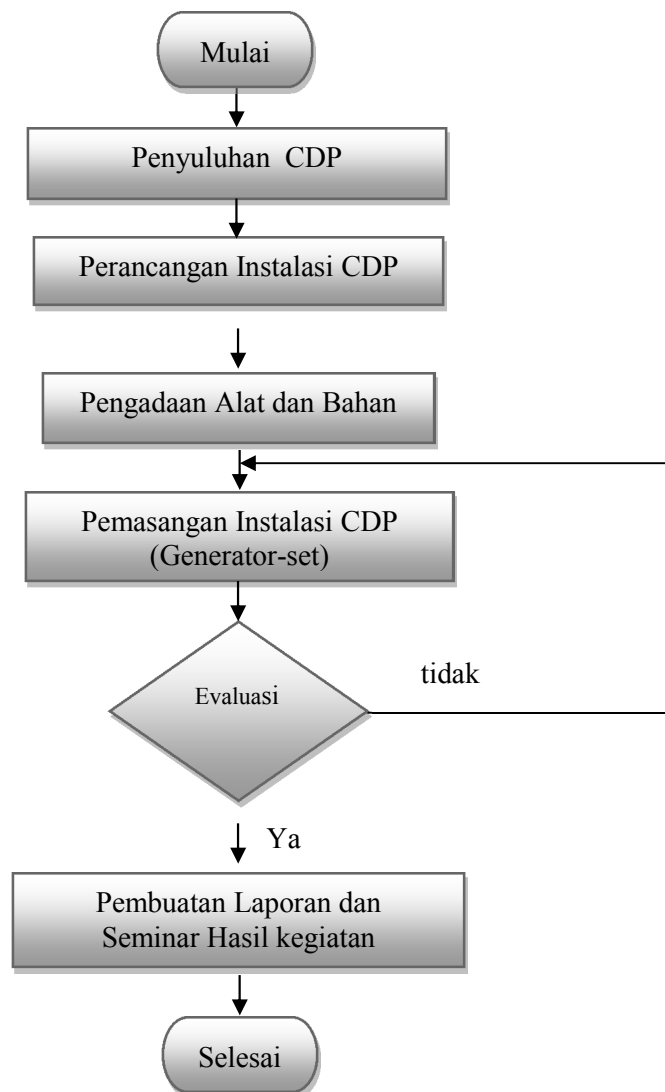 Mulai
Penyuluhan CDP
Perancangan Instalasi CDP
Pengadaan Alat dan Bahan
Pemasangan Instalasi CDP
(Generator-set)
Evaluasi
tidak
Ya
Pembuatan Laporan dan
Seminar Hasil kegiatan
Selesai